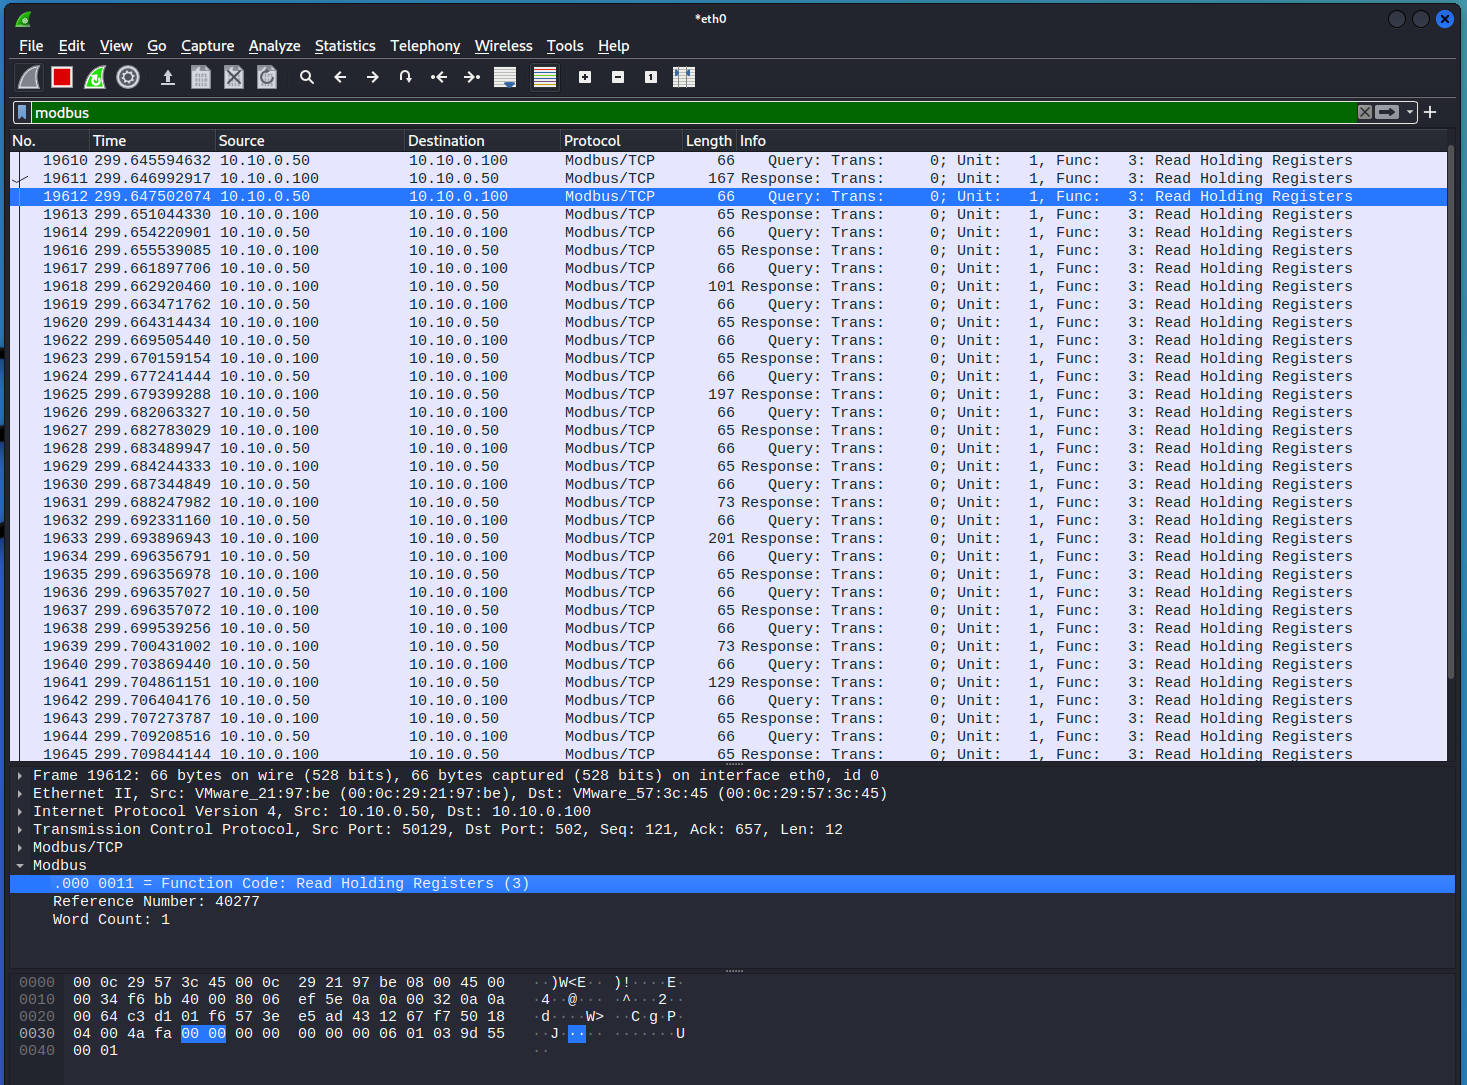 *eth0
File Edit View Go Capture Analyze Statistics Telephony Wireless Tools Help
modbus
No. Time Source Destination Protocol Length Info
19610 299.645594632 10.10.0.50 10.10.0.100 Modbus/TCP 66 Query: Trans: 0; Unit: 1, Func: 3: Read Holding Registers
19611 299.646992917 10.10.0.100 10.10.0.50 Modbus/TCP 167 Response: Trans: 0; Unit: 1, Func: 3: Read Holding Registers
19612 299.647502074 10.10.0.50 10.10.0.100 Modbus/TCP 66 Query: Trans: 0; Unit: 1, Func: 3: Read Holding Registers
19613 299.651044330 10.10.0.100 10.10.0.50 Modbus/TCP 65 Response: Trans: 0; Unit: 1, Func: 3: Read Holding Registers
19614 299.654220901 10.10.0.50 10.10.0.100 Modbus/TCP 66 Query: Trans: 0; Unit: 1, Func: 3: Read Holding Registers
19616 299.655539085 10.10.0.100 10.10.0.50 Modbus/TCP 65 Response: Trans: 0; Unit: 1, Func: 3: Read Holding Registers
19617 299.661897706 10.10.0.50 10.10.0.100 Modbus/TCP 66 Query: Trans: 0; Unit: 1, Func: 3: Read Holding Registers
19618 299.662920460 10.10.0.100 10.10.0.50 Modbus/TCP 101 Response: Trans: 0; Unit: 1, Func: 3: Read Holding Registers
19619 299.663471762 10.10.0.50 10.10.0.100 Modbus/TCP 66 Query: Trans: 0; Unit: 1, Func: 3: Read Holding Registers
19620 299.664314434 10.10.0.100 10.10.0.50 Modbus/TCP 65 Response: Trans: 0; Unit: 1, Func: 3: Read Holding Registers
19622 299.669505440 10.10.0.50 10.10.0.100 Modbus/TCP 66 Query: Trans: 0; Unit: 1, Func: 3: Read Holding Registers
19623 299.670159154 10.10.0.100 10.10.0.50 Modbus/TCP 65 Response: Trans: 0; Unit: 1, Func: 3: Read Holding Registers
19624 299.677241444 10.10.0.50 10.10.0.100 Modbus/TCP 66 Query: Trans: 0; Unit: 1, Func: 3: Read Holding Registers
19625 299.679399288 10.10.0.100 10.10.0.50 Modbus/TCP 197 Response: Trans: 0; Unit: 1, Func: 3: Read Holding Registers
19626 299.682063327 10.10.0.50 10.10.0.100 Modbus/TCP 66 Query: Trans: 0; Unit: 1, Func: 3: Read Holding Registers
19627 299.682783029 10.10.0.100 10.10.0.50 Modbus/TCP 65 Response: Trans: 0; Unit: 1, Func: 3: Read Holding Registers
19628 299.683489947 10.10.0.50 10.10.0.100 Modbus/TCP 66 Query: Trans: 0; Unit: 1, Func: 3: Read Holding Registers
19629 299.684244333 10.10.0.100 10.10.0.50 Modbus/TCP 65 Response: Trans: 0; Unit: 1, Func: 3: Read Holding Registers
19630 299.687344849 10.10.0.50 10.10.0.100 Modbus/TCP 66 Query: Trans: 0; Unit: 1, Func: 3: Read Holding Registers
19631 299.688247982 10.10.0.100 10.10.0.50 Modbus/TCP 73 Response: Trans: 0; Unit: 1, Func: 3: Read Holding Registers
19632 299.692331160 10.10.0.50 10.10.0.100 Modbus/TCP 66 Query: Trans: 0; Unit: 1, Func: 3: Read Holding Registers
19633 299.693896943 10.10.0.100 10.10.0.50 Modbus/TCP 201 Response: Trans: 0; Unit: 1, Func: 3: Read Holding Registers
19634 299.696356791 10.10.0.50 10.10.0.100 Modbus/TCP 66 Query: Trans: 0; Unit: 1, Func: 3: Read Holding Registers
19635 299.696356978 10.10.0.100 10.10.0.50 Modbus/TCP 65 Response: Trans: 0; Unit: 1, Func: 3: Read Holding Registers
19636 299.696357027 10.10.0.50 10.10.0.100 Modbus/TCP 66 Query: Trans: 0; Unit: 1, Func: 3: Read Holding Registers
19637 299.696357072 10.10.0.100 10.10.0.50 Modbus/TCP 65 Response: Trans: 0; Unit: 1, Func: 3: Read Holding Registers
19638 299.699539256 10.10.0.50 10.10.0.100 Modbus/TCP 66 Query: Trans: 0; Unit: 1, Func: 3: Read Holding Registers
19639 299.700431002 10.10.0.100 10.10.0.50 Modbus/TCP 73 Response: Trans: 0; Unit: 1, Func: 3: Read Holding Registers
19640 299.703869440 10.10.0.50 10.10.0.100 Modbus/TCP 66 Query: Trans: 0; Unit: 1, Func: 3: Read Holding Registers
19641 299.704861151 10.10.0.100 10.10.0.50 Modbus/TCP 129 Response: Trans: 0; Unit: 1, Func: 3: Read Holding Registers
19642 299.706404176 10.10.0.50 10.10.0.100 Modbus/TCP 66 Query: Trans: 0; Unit: 1, Func: 3: Read Holding Registers
19643 299.707273787 10.10.0.100 10.10.0.50 Modbus/TCP 65 Response: Trans: 0; Unit: 1, Func: 3: Read Holding Registers
19644 299.709208516 10.10.0.50 10.10.0.100 Modbus/TCP 66 Query: Trans: 0; Unit: 1, Func: 3: Read Holding Registers
19645 299.709844144 10.10.0.100 10.10.0.50 Modbus/TCP 65 Response: Trans: 0; Unit: 1, Func: 3: Read Holding Registers
Frame 19612: 66 bytes on wire (528 bits), 66 bytes captured (528 bits) on interface eth0, id 0
Ethernet II, Src: VMware_21:97:be (00:0c:29:21:97:be), Dst: VMware_57:3c:45 (00:0c:29:57:3c:45)
Internet Protocol Version 4, Src: 10.10.0.50, Dst: 10.10.0.100
Transmission Control Protocol, Src Port: 50129, Dst Port: 502, Seq: 121, Ack: 657, Len: 12
Modbus/TCP
Modbus
.000 0011 = Function Code: Read Holding Registers (3)
Reference Number: 40277
Word Count: 1
0000 00 0c 29 57 3c 45 00 0c 29 21 97 be 08 00 45 00 ··)W<E·· )!····E·
0010 00 34 f6 bb 40 00 80 06 ef 5e 0a 0a 00 32 0a 0a ·4··@··· ·^···2··
0020 00 64 c3 d1 01 f6 57 3e e5 ad 43 12 67 f7 50 18 ·d····W> ··C·g·P·
0030 04 00 4a fa 00 00 00 00 00 00 00 06 01 03 9d 55 ··J····· ·······U
0040 00 01 ··